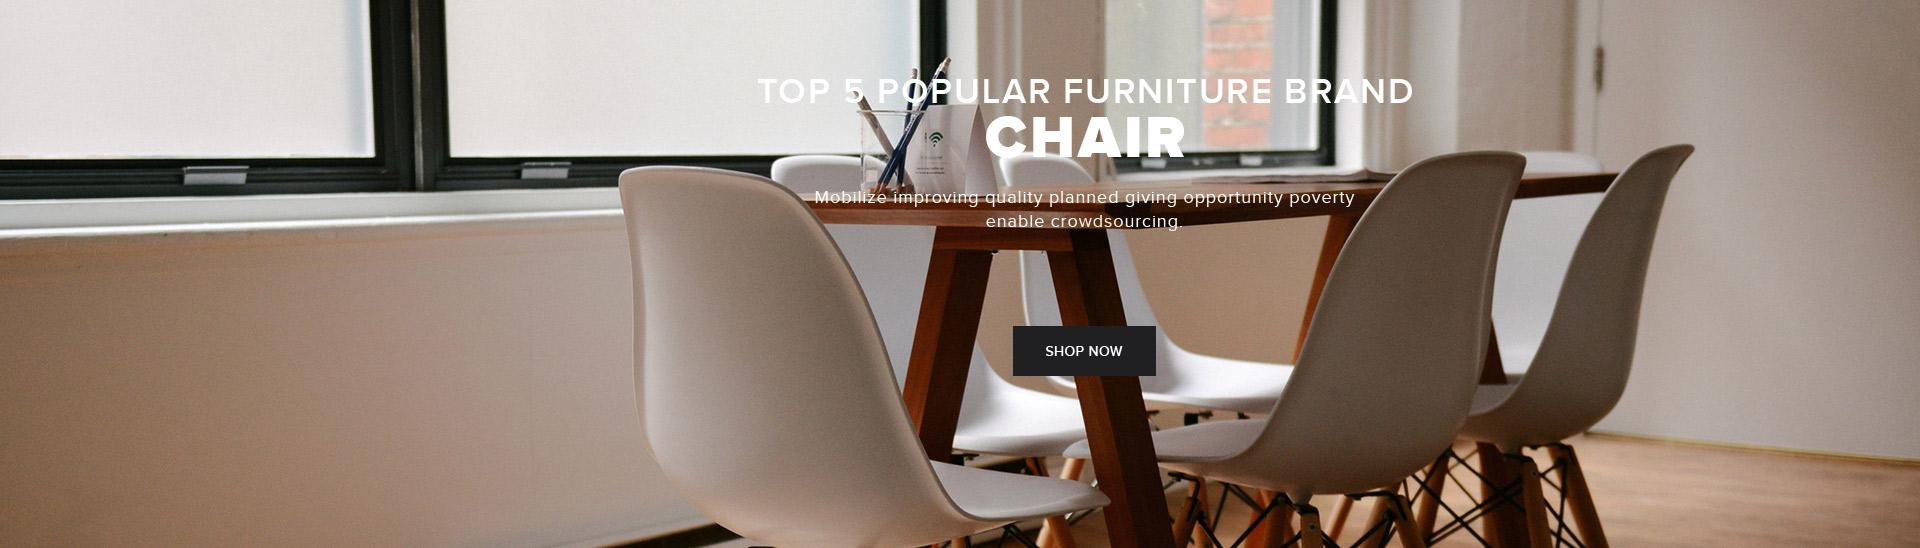 TOP 5 POPULAR FURNITURE BRAND
CHAIR
Mobilize improving quality planned giving opportunity poverty
enable crowdsourcing.
SHOP NOW